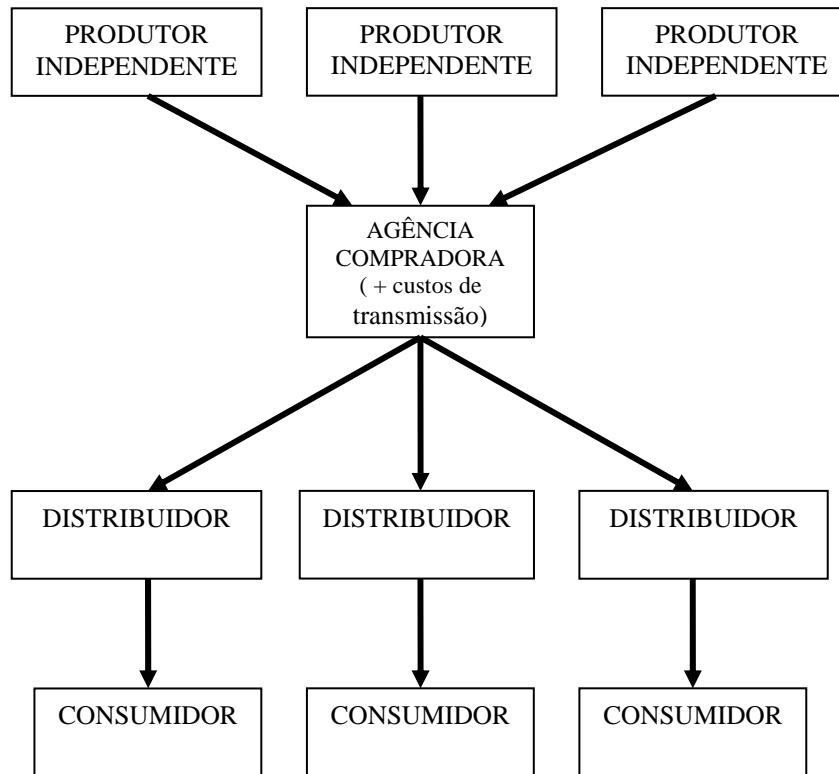 PRODUTOR
INDEPENDENTE
PRODUTOR
INDEPENDENTE
PRODUTOR
INDEPENDENTE
AGÊNCIA
COMPRADORA
( + custos de
transmissão)
DISTRIBUIDOR
DISTRIBUIDOR
DISTRIBUIDOR
CONSUMIDOR
CONSUMIDOR
CONSUMIDOR